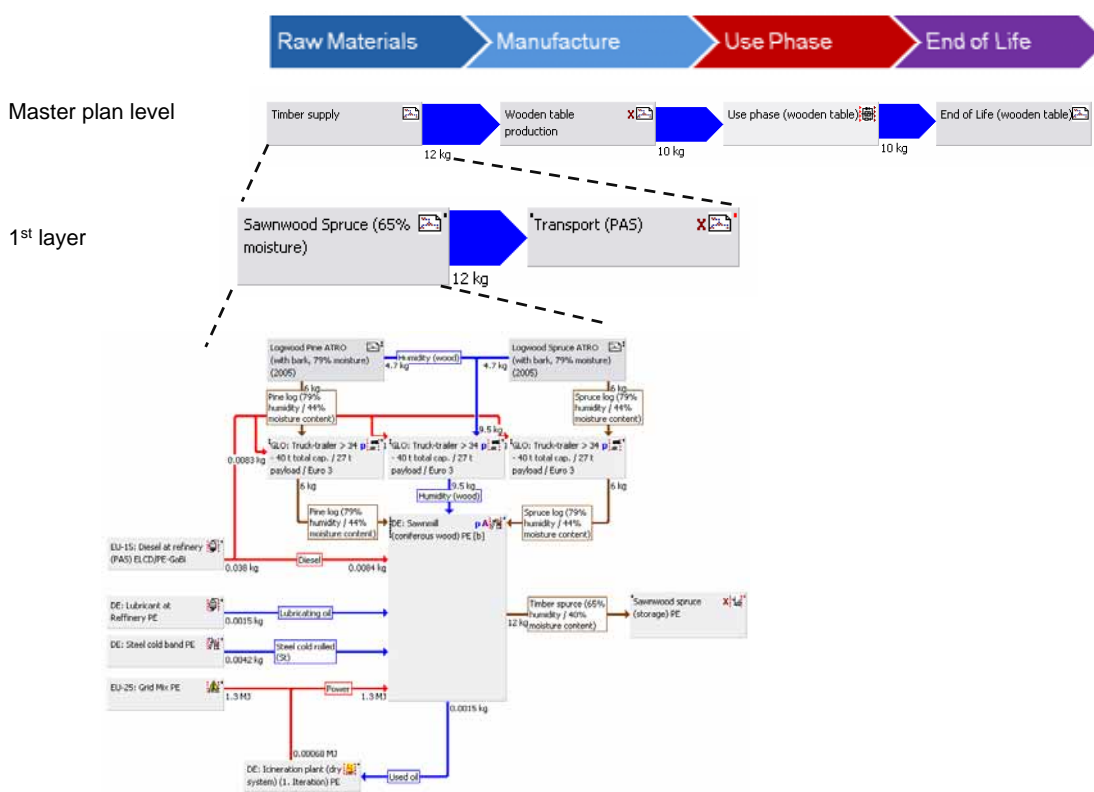 Raw Materials
Manufacture
Use Phase
End of Life
Master plan level
Timber supply
12 kg
Wooden table
production
10 kg
Use phase (wooden table)
10 kg
End of Life (wooden table)
1st layer
Sawnwood Spruce (65%
moisture)
12 kg
Transport (PAS)
Logwood Pine ATRO
(with bark, 79% moisture)
(2005)
4.7 kg
Humidity (wood)
4.7 kg
Logwood Spruce ATRO
(with bark, 79% moisture)
(2005)
6 kg
Pine log (79%
humidity / 44%
moisture content)
6 kg
Spruce log (79%
humidity / 44%
moisture content)
9.5 kg
0.0083 kg
GLO: Truck-trailer > 34
- 40 t total cap. / 27 t
payload / Euro 3
GLO: Truck-trailer > 34
- 40 t total cap. / 27 t
payload / Euro 3
GLO: Truck-trailer > 34
- 40 t total cap. / 27 t
payload / Euro 3
6 kg
9.5 kg
6 kg
Humidity (wood)
Pine log (79%
humidity / 44%
moisture content)
Spruce log (79%
humidity / 44%
moisture content)
DE: Sawmill
(coniferous wood) PE [b]
EU-15: Diesel at refinery
(PAS) ELCD/PE-GaBi
0.038 kg
Diesel
0.0084 kg
DE: Lubricant at
Reffinery PE
0.0015 kg
Lubricating oil
DE: Steel cold band PE
0.0042 kg
Steel cold rolled
(St)
EU-25: Grid Mix PE
1.3 MJ
Power
1.3 MJ
Timber spurce (65%
humidity / 40%
moisture content)
12 kg
Sawnwood spruce
(storage) PE
0.0015 kg
0.00068 MJ
DE: Icineration plant (dry
system) (1. Iteration) PE
Used oil